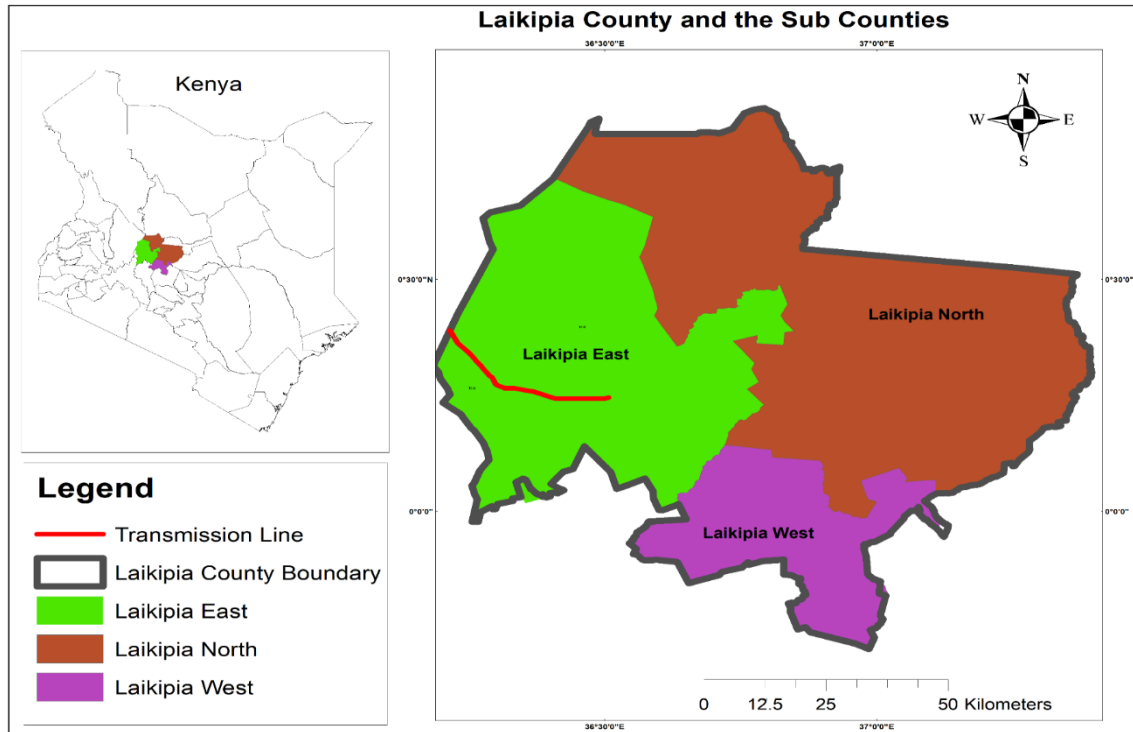 Laikipia County and the Sub Counties
Kenya
36°30'0"E
37°0'0"E
N
W
E
S
0°30'0"N
0°30'0"N
Laikipia North
Laikipia East
Laikipia West
0°0'0"
0°0'0"
Legend
Transmission Line
Laikipia County Boundary
Laikipia East
Laikipia North
Laikipia West
0 12.5 25 50 Kilometers
36°30'0"E
37°0'0"E